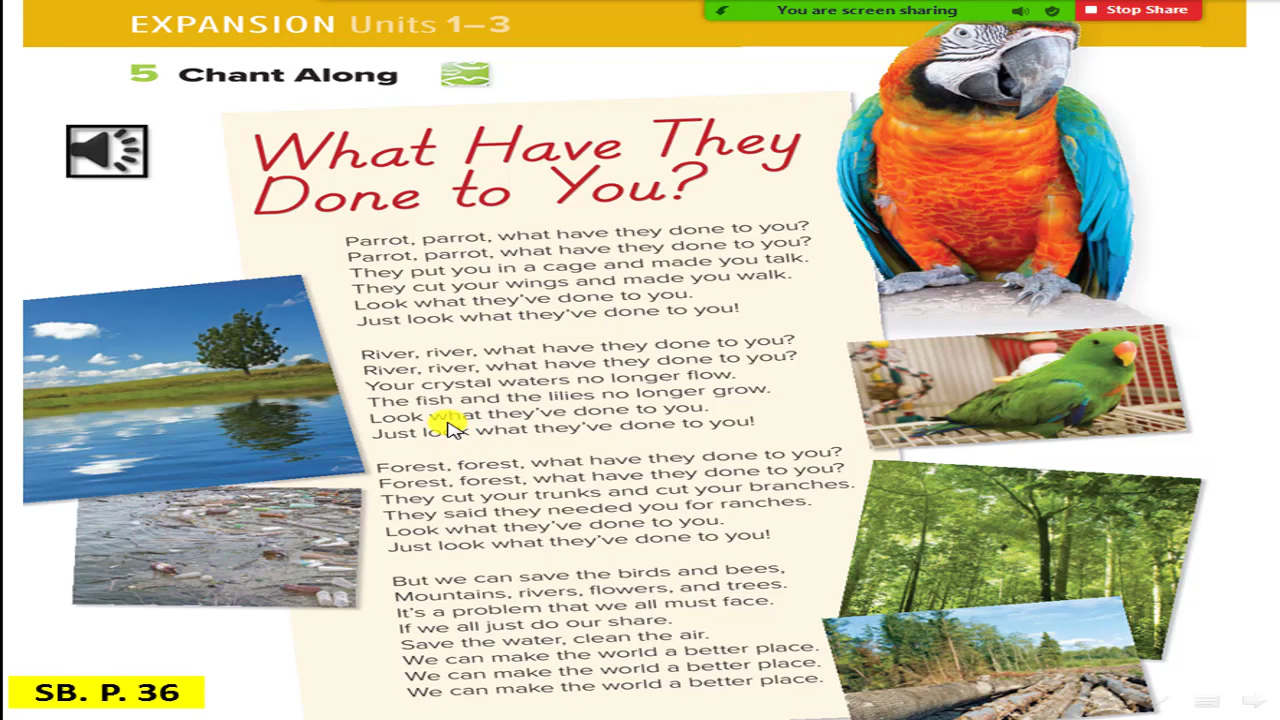 You are screen sharing
Stop Share
EXPANSION Units 1–3
5 Chant Along
What Have They
Done to You?
Parrot, parrot, what have they done to you?
Parrot, parrot, what have they done to you?
They put you in a cage and made you talk.
They cut your wings and made you walk.
Look what they've done to you.
Just look what they've done to you!
River, river, what have they done to you?
River, river, what have they done to you?
Your crystal waters no longer flow.
The fish and the lilies no longer grow.
Look what they've done to you.
Just look what they've done to you!
Forest, forest, what have they done to you?
Forest, forest, what have they done to you?
They cut your trunks and cut your branches.
They said they needed you for ranches.
Look what they've done to you.
Just look what they've done to you!
But we can save the birds and bees,
Mountains, rivers, flowers, and trees.
It's a problem that we all must face.
If we all just do our share.
Save the water, clean the air.
We can make the world a better place.
We can make the world a better place.
We can make the world a better place.
SB. P. 36